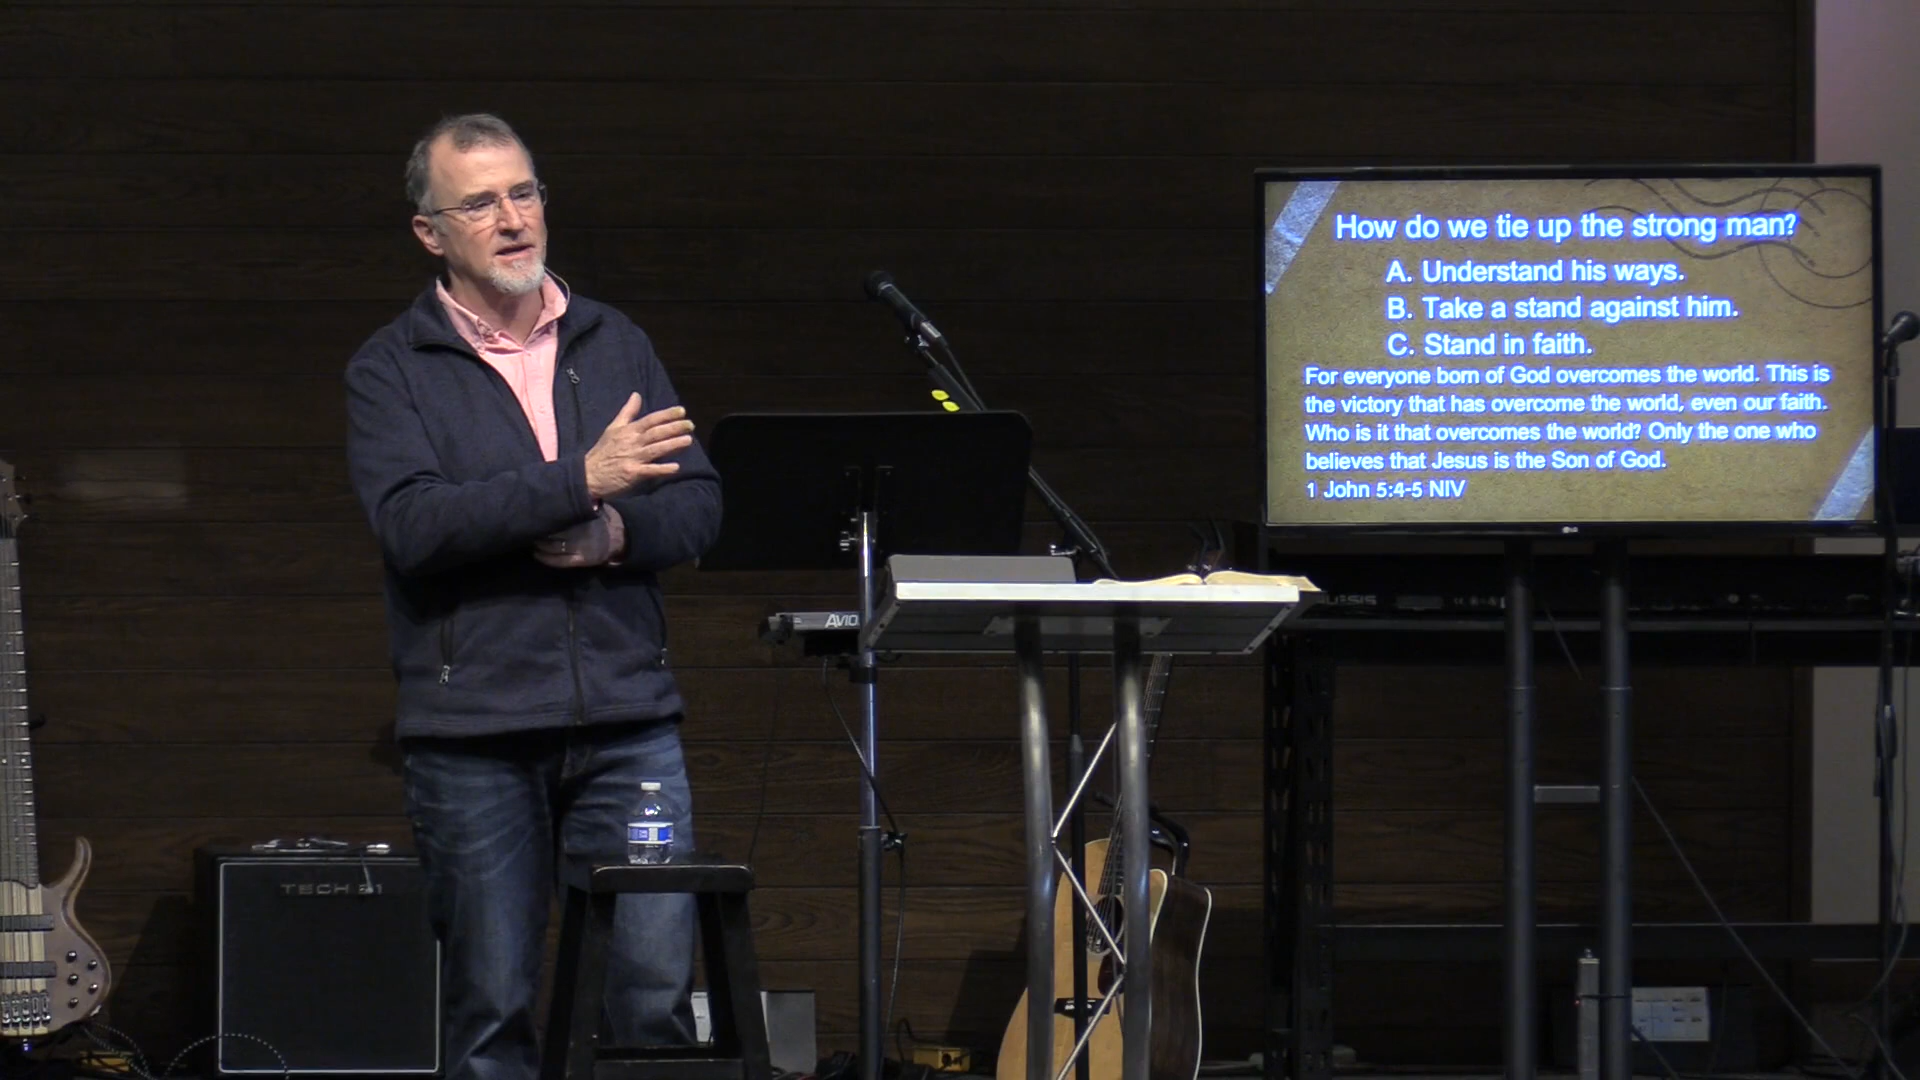 How do we tie up the strong man?
A. Understand his ways.
B. Take a stand against him.
C. Stand in faith.
For everyone born of God overcomes the world. This is
the victory that has overcome the world, even our faith.
Who is it that overcomes the world? Only the one who
believes that Jesus is the Son of God.
1 John 5:4-5 NIV
LG
AVIO
TECH 21